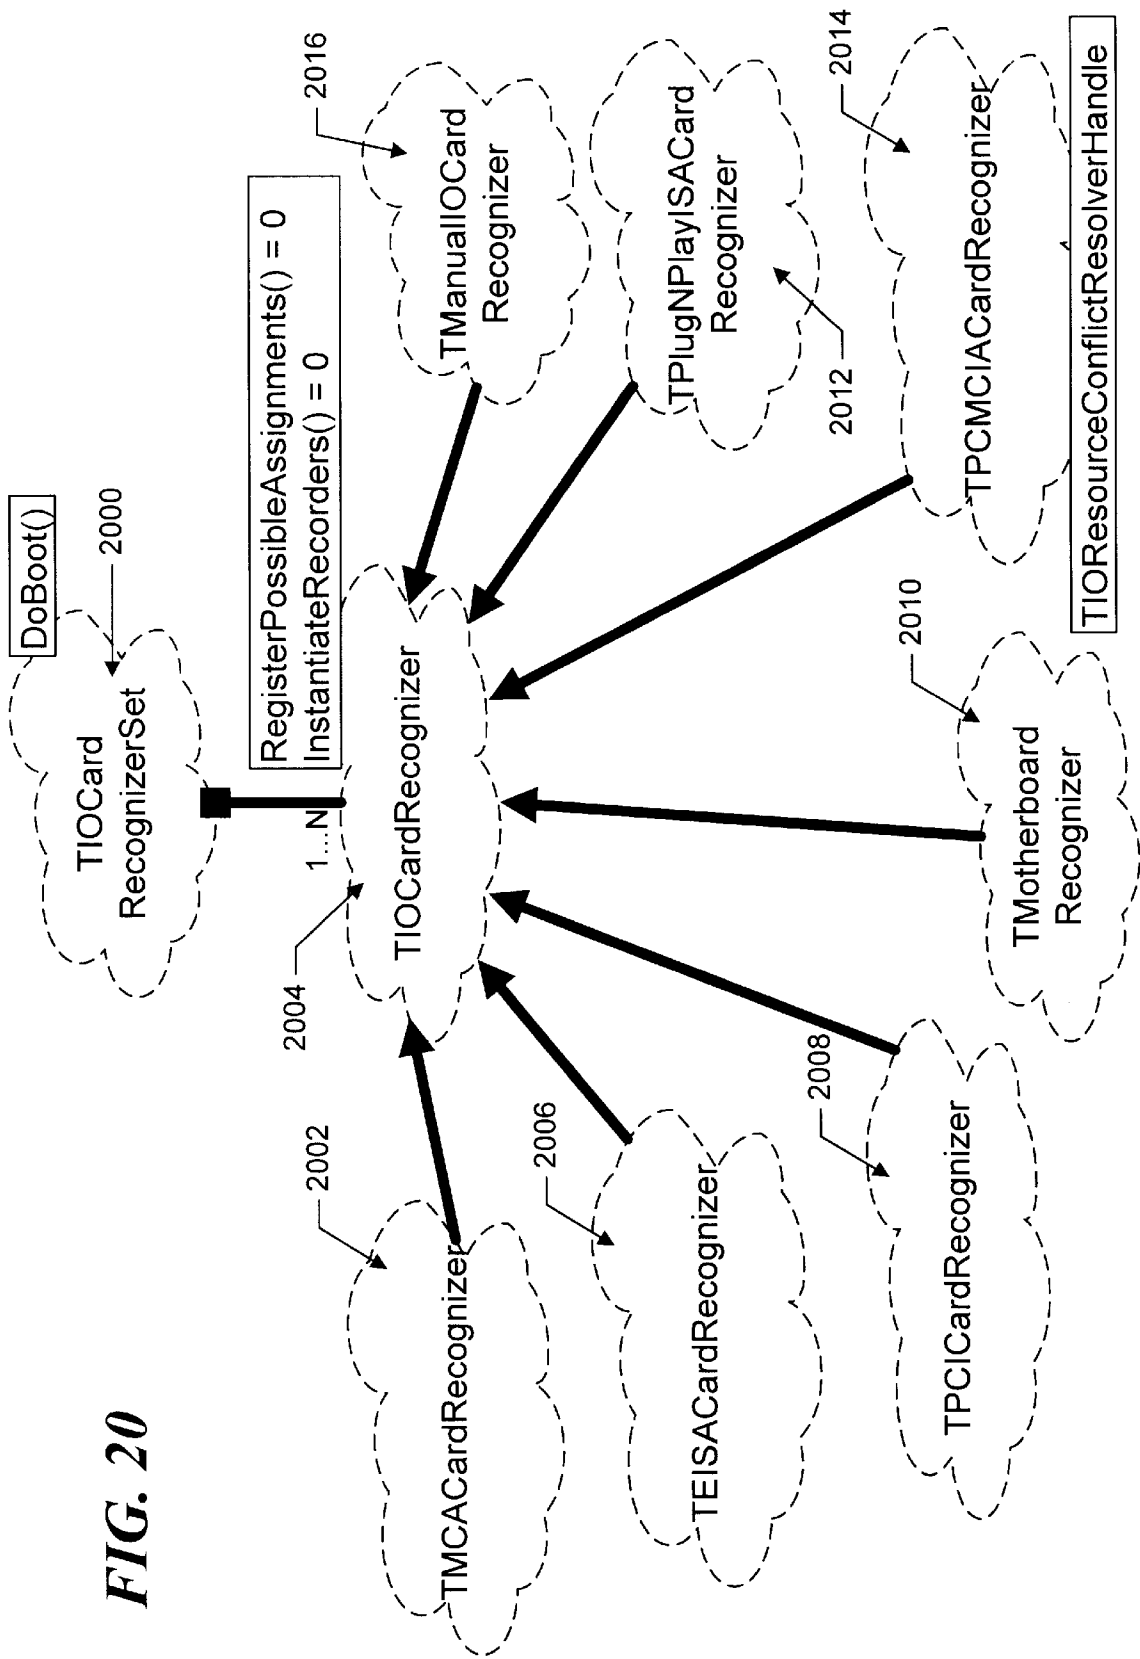 FIG. 20
DoBoot()
2000
TIOCard
RecognizerSet
RegisterPossibleAssignments() = 0
InstantiateRecorders() = 0
1...N
2004
TIOCardRecognizer
2002
TMCACardRecognizer
2016
TManualIOCard
Recognizer
2006
TEISACardRecognizer
2012
TPlugNPlayISACard
Recognizer
2008
TPCICardRecognizer
2010
TMotherboard
Recognizer
2014
TPCMCIACardRecognizer
TIOResourceConflictResolverHandle